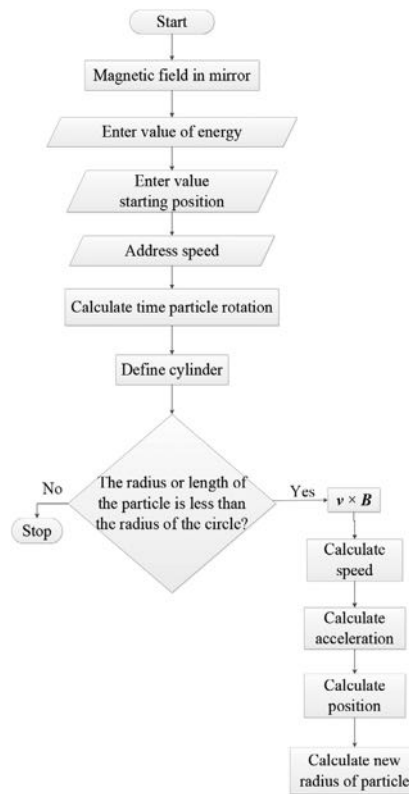 Start
Magnetic field in mirror
Enter value of energy
Enter value
starting position
Address speed
Calculate time particle rotation
Define cylinder
The radius or length of
the particle is less than
the radius of the circle?
No
Stop
Yes
v × B
Calculate
speed
Calculate
acceleration
Calculate
position
Calculate new
radius of particle